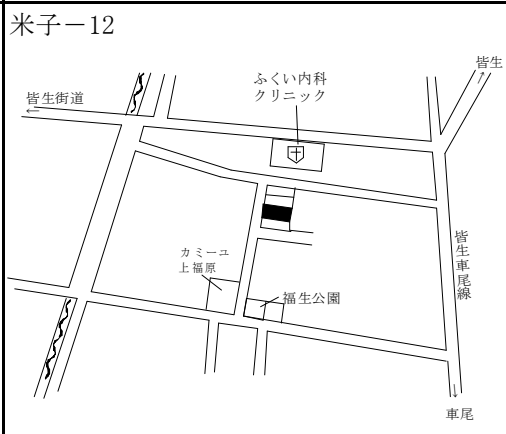 米子－12
皆生
ふくい内科
クリニック
皆生街道
皆生車尾線
カミーユ
上福原
福生公園
車尾